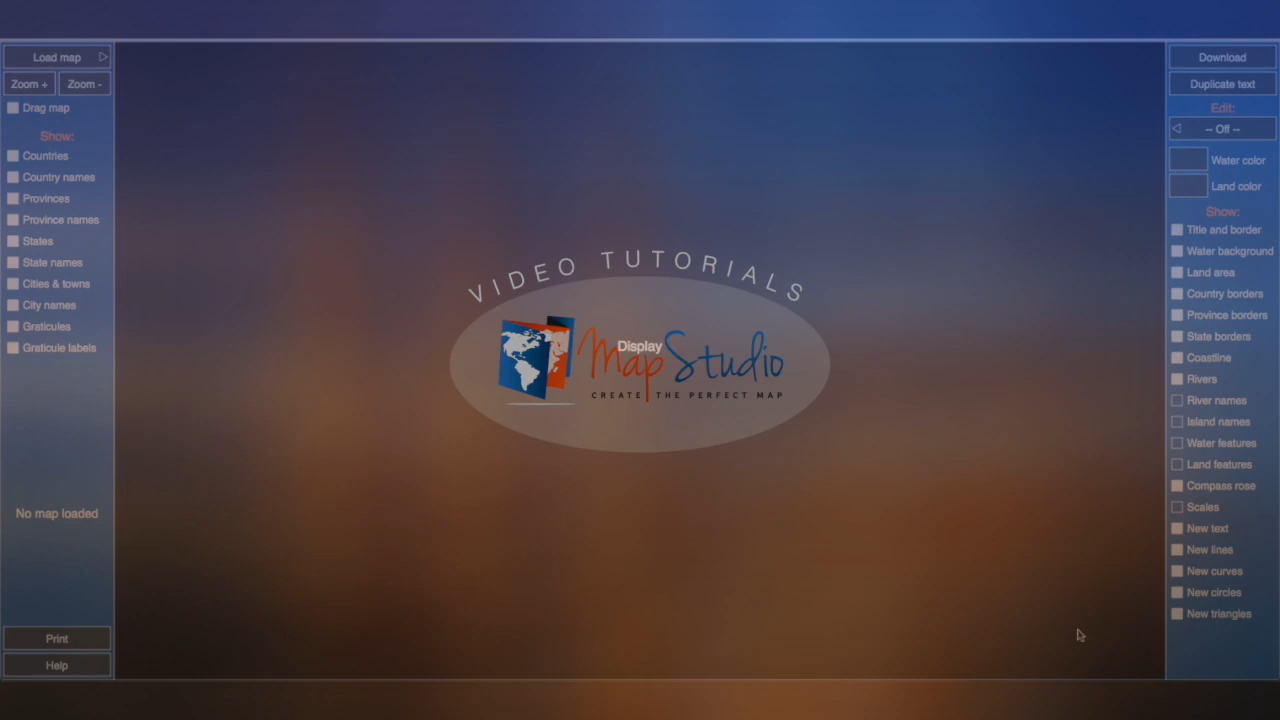 Load map
Zoom +
Zoom -
Drag map
Show:
Countries
Country names
Provinces
Province names
States
State names
Cities & towns
City names
Graticules
Graticule labels
No map loaded
Print
Help
VIDEO TUTORIALS
Display
Map Studio
CREATE THE PERFECT MAP
Download
Duplicate text
Edit:
-- Off --
Water color
Land color
Show:
Title and border
Water background
Land area
Country borders
Province borders
State borders
Coastline
Rivers
River names
Island names
Water features
Land features
Compass rose
Scales
New text
New lines
New curves
New circles
New triangles